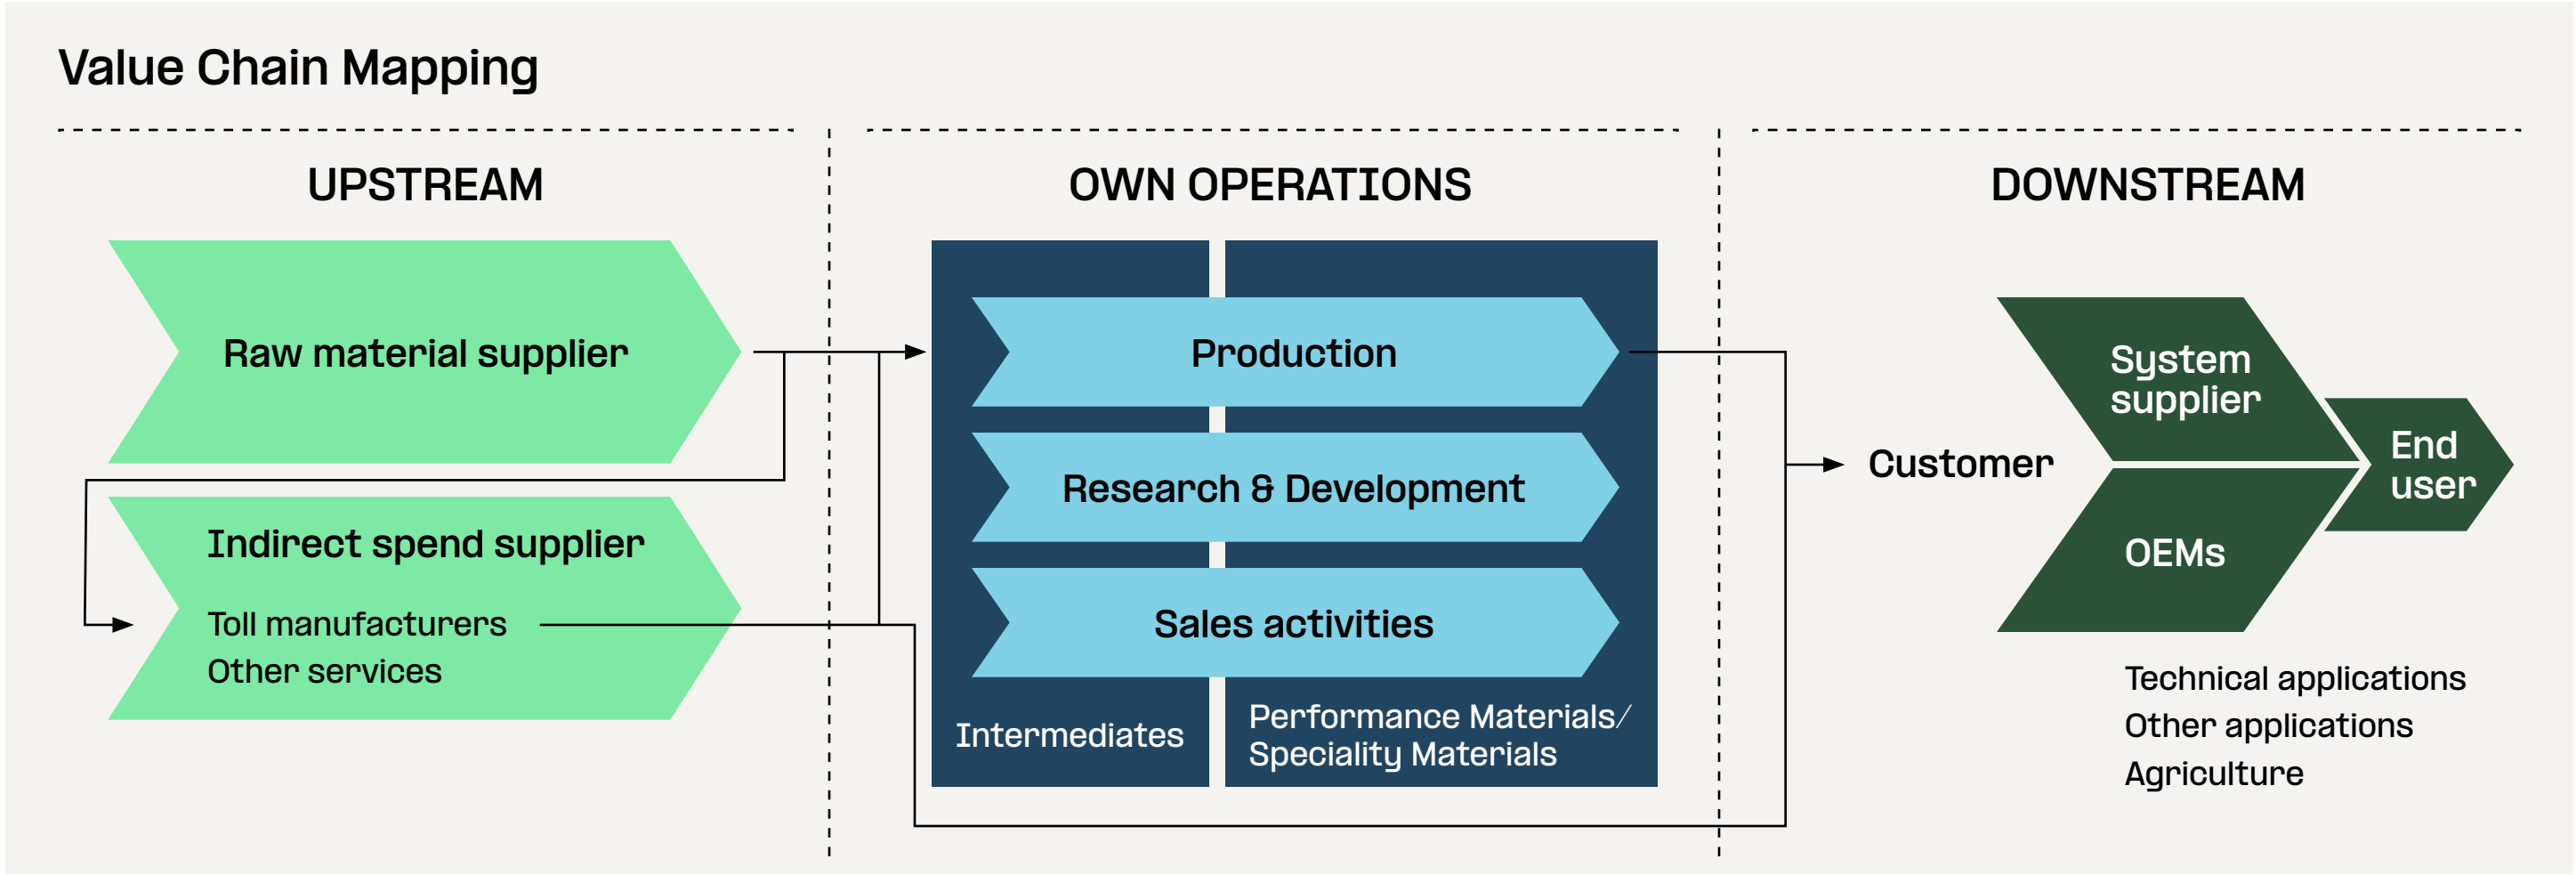 Value Chain Mapping
UPSTREAM
Raw material supplier
Indirect spend supplier
Toll manufacturers
Other services
OWN OPERATIONS
Production
Research & Development
Sales activities
Intermediates
Performance Materials/
Speciality Materials
DOWNSTREAM
Customer
System
supplier
OEMs
End
user
Technical applications
Other applications
Agriculture